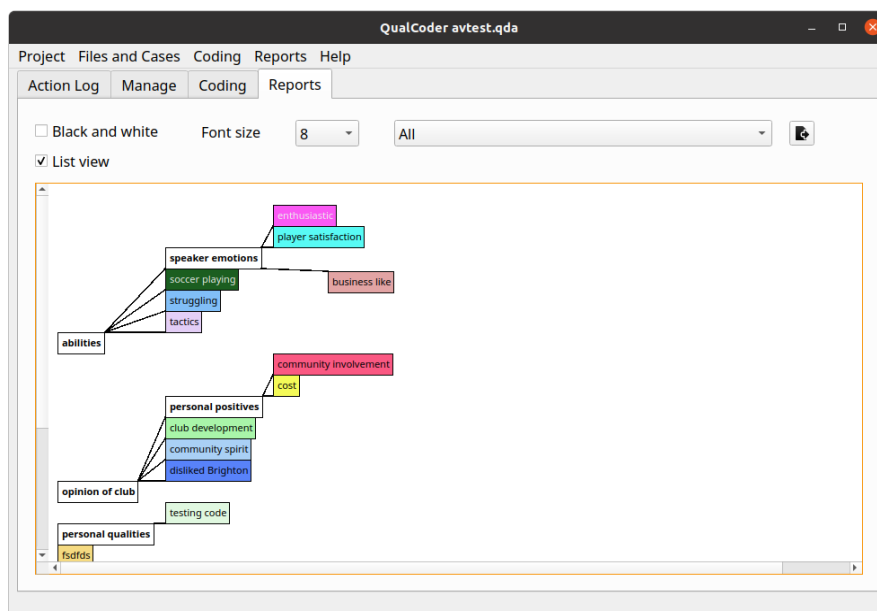 QualCoder avtest.qda
Project Files and Cases Coding Reports Help
Action Log Manage Coding Reports
Black and white Font size 8 All
List view
enthusiastic
player satisfaction
speaker emotions
soccer playing
business like
struggling
tactics
abilities
community involvement
cost
personal positives
club development
community spirit
disliked Brighton
opinion of club
testing code
personal qualities
fsdfds